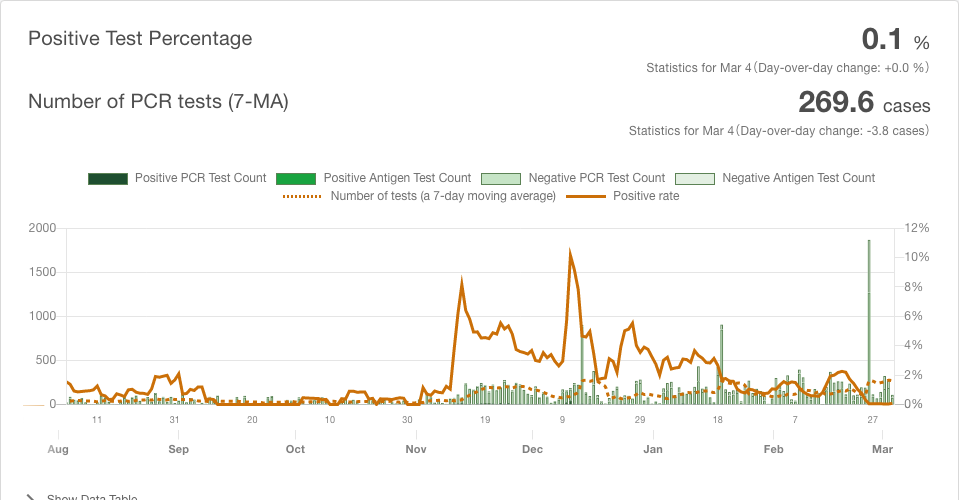 Positive Test Percentage
0.1 %
Statistics for Mar 4（Day-over-day change: +0.0 %）
Number of PCR tests (7-MA)
269.6 cases
Statistics for Mar 4（Day-over-day change: -3.8 cases）
Positive PCR Test Count Positive Antigen Test Count Negative PCR Test Count Negative Antigen Test Count
Number of tests (a 7-day moving average) Positive rate
2000 12%
10%
1500
8%
1000 6%
4%
500
2%
0 0%
11 31 20 10 30 19 9 29 18 7 27
Aug Sep Oct Nov Dec Jan Feb Mar
Show Data Table